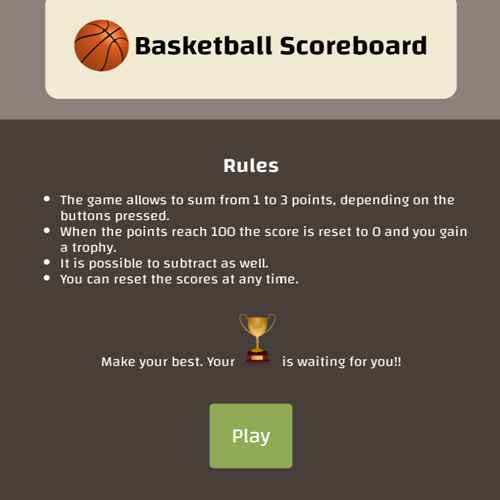 Basketball Scoreboard
Rules
The game allows to sum from 1 to 3 points, depending on the
buttons pressed.
When the points reach 100 the score is reset to 0 and you gain
a trophy.
It is possible to subtract as well.
You can reset the scores at any time.
Make your best. Your is waiting for you!!
Play